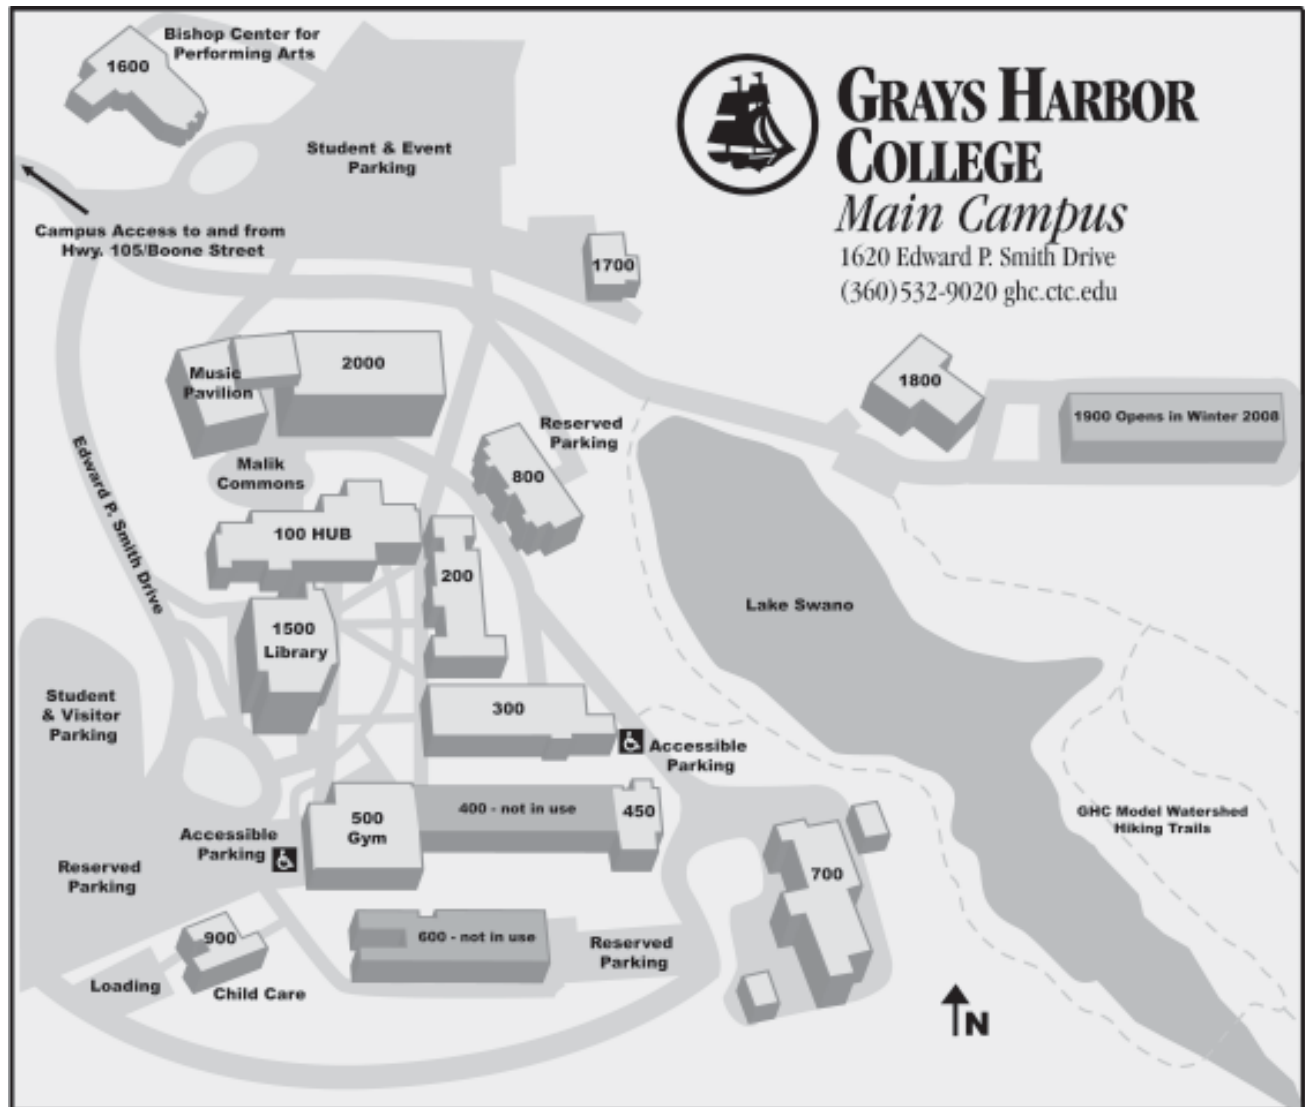 Bishop Center for
Performing Arts
1600
Student & Event
Parking
GRAYS HARBOR
COLLEGE
Main Campus
1620 Edward P. Smith Drive
(360)532-9020 ghc.ctc.edu
Campus Access to and from
Hwy. 105/Boone Street
1700
Music
Pavilion
2000
1800
1900 Opens in Winter 2008
Reserved
Parking
Malik
Commons
800
Edward P. Smith Drive
100 HUB
200
Lake Swano
1500
Library
Student
& Visitor
Parking
300
Accessible
Parking
500
Gym
400 - not in use
450
GHC Model Watershed
Hiking Trails
Accessible
Parking
Reserved
Parking
700
900
600 - not in use
Reserved
Parking
Loading
Child Care
N